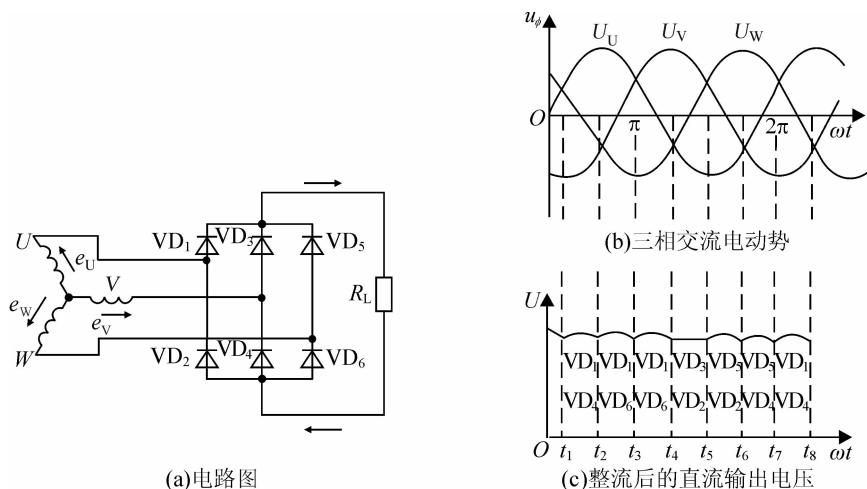 VD₁ VD₃ VD₅
U e_U
V
e_W e_V
W
VD₂ VD₄ VD₆
R_L
(a)电路图
u_ϕ
U_U U_V U_W
O π 2π ωt
(b)三相交流电动势
U
VD₁ VD₁ VD₁ VD₃ VD₅ VD₅ VD₁
VD₄ VD₆ VD₆ VD₂ VD₂ VD₄ VD₄
O t₁ t₂ t₃ t₄ t₅ t₆ t₇ t₈ ωt
(c)整流后的直流输出电压